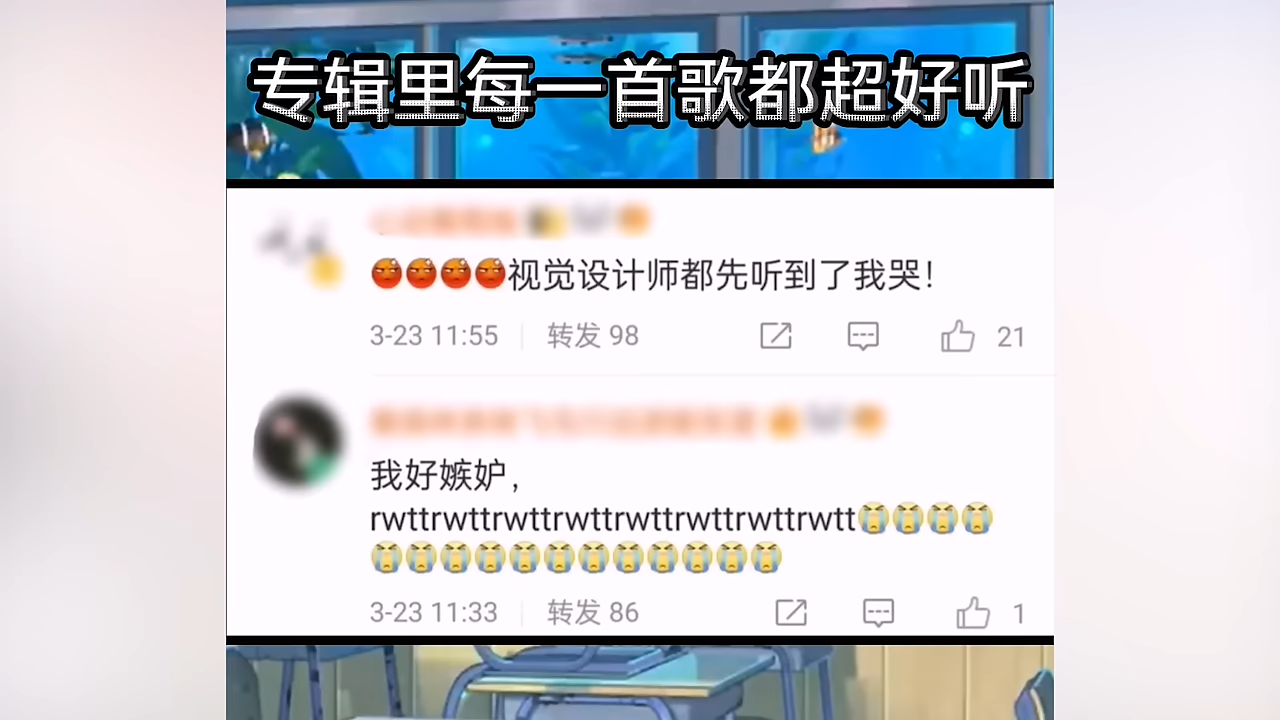 专辑里每一首歌都超好听
视觉设计师都先听到了我哭！
3-23 11:55 转发 98 21
我好嫉妒，
rwttrwttrwttrwttrwttrwttrwttrwtt
3-23 11:33 转发 86 1